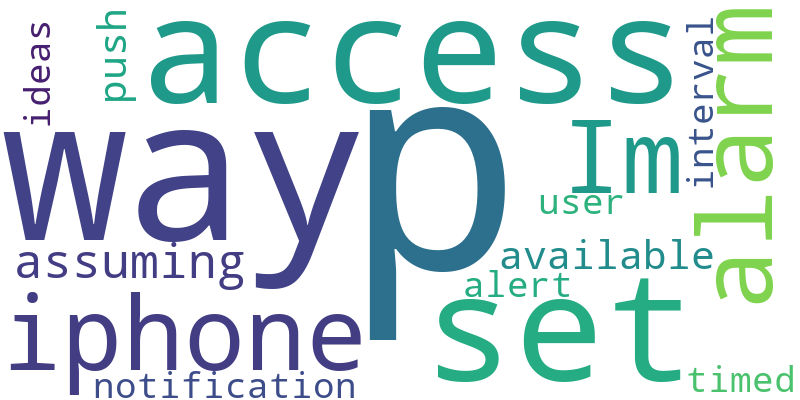 ideas
push
access
interval
alarm
way
p
Im
user
assuming
available
alert
iphone
set
notification
timed